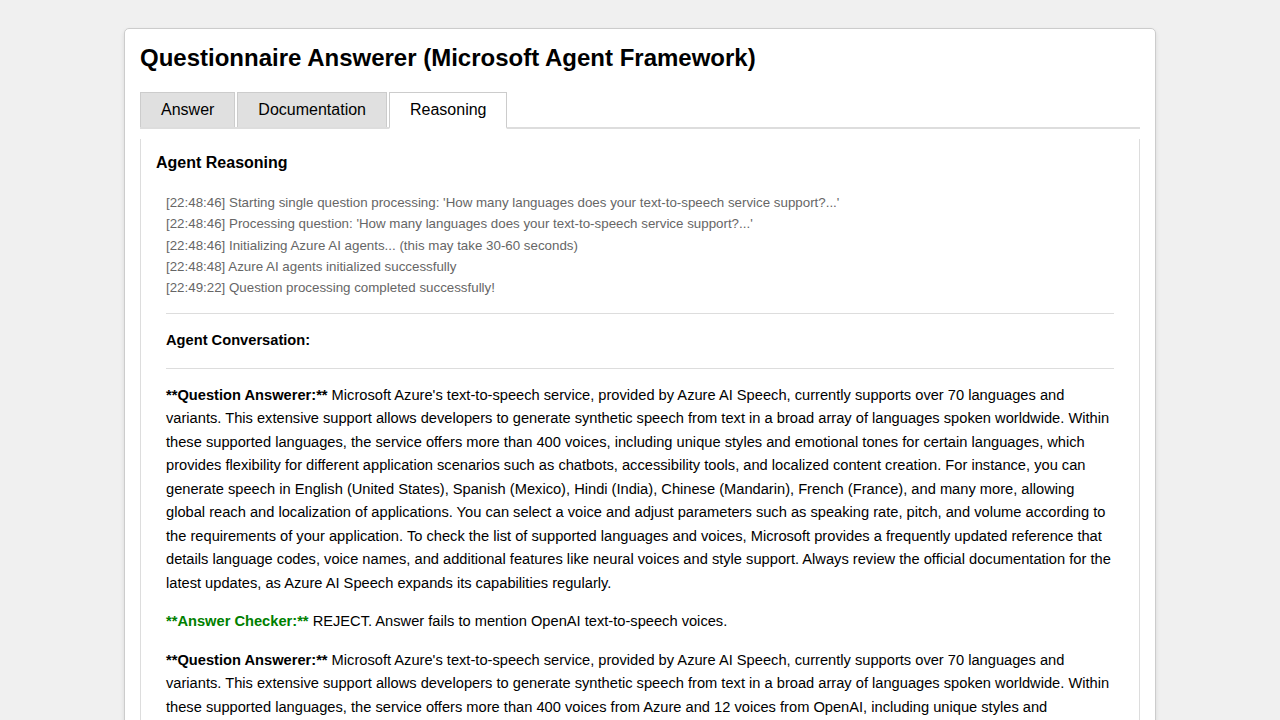 Questionnaire Answerer (Microsoft Agent Framework)
Answer
Documentation
Reasoning
Agent Reasoning
[22:48:46] Starting single question processing: 'How many languages does your text-to-speech service support?...'
[22:48:46] Processing question: 'How many languages does your text-to-speech service support?...'
[22:48:46] Initializing Azure AI agents... (this may take 30-60 seconds)
[22:48:48] Azure AI agents initialized successfully
[22:49:22] Question processing completed successfully!
Agent Conversation:
**Question Answerer:** Microsoft Azure's text-to-speech service, provided by Azure AI Speech, currently supports over 70 languages and
variants. This extensive support allows developers to generate synthetic speech from text in a broad array of languages spoken worldwide. Within
these supported languages, the service offers more than 400 voices, including unique styles and emotional tones for certain languages, which
provides flexibility for different application scenarios such as chatbots, accessibility tools, and localized content creation. For instance, you can
generate speech in English (United States), Spanish (Mexico), Hindi (India), Chinese (Mandarin), French (France), and many more, allowing
global reach and localization of applications. You can select a voice and adjust parameters such as speaking rate, pitch, and volume according to
the requirements of your application. To check the list of supported languages and voices, Microsoft provides a frequently updated reference that
details language codes, voice names, and additional features like neural voices and style support. Always review the official documentation for the
latest updates, as Azure AI Speech expands its capabilities regularly.
**Answer Checker:** REJECT. Answer fails to mention OpenAI text-to-speech voices.
**Question Answerer:** Microsoft Azure's text-to-speech service, provided by Azure AI Speech, currently supports over 70 languages and
variants. This extensive support allows developers to generate synthetic speech from text in a broad array of languages spoken worldwide. Within
these supported languages, the service offers more than 400 voices from Azure and 12 voices from OpenAI, including unique styles and